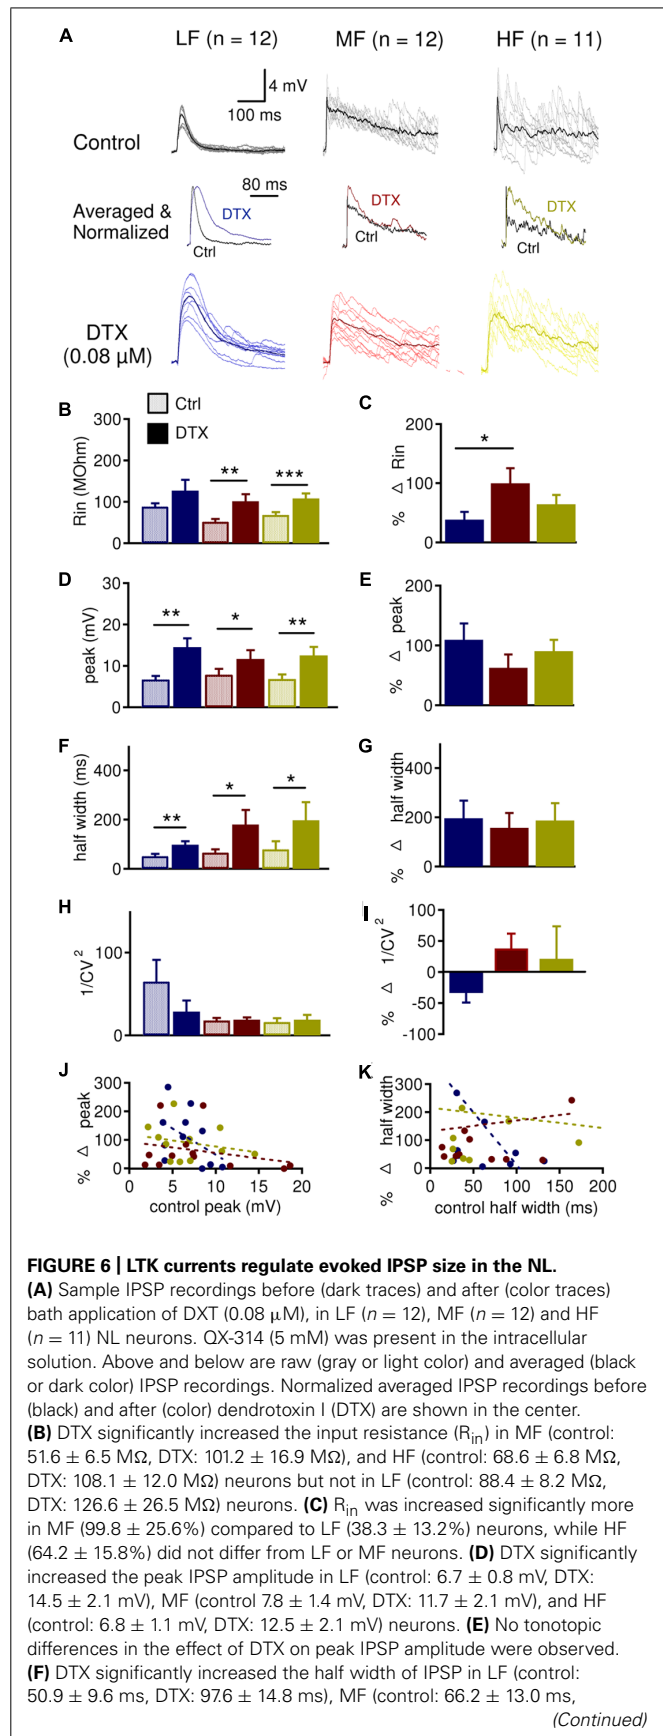 A
LF (n = 12)
MF (n = 12)
HF (n = 11)
4 mV
100 ms
Control
80 ms
Averaged &
Normalized
DTX
Ctrl
DTX
Ctrl
DTX
Ctrl
DTX
(0.08 µM)
B
Ctrl
DTX
Rin (MOhm)
300
200
100
0
**
***
C
% Δ Rin
200
100
0
*
D
peak (mV)
30
20
10
0
**
*
**
E
% Δ peak
200
100
0
F
half width (ms)
400
200
0
**
*
*
G
% Δ half width
400
200
0
H
1/CV²
100
0
I
% Δ 1/CV²
100
50
0
-50
-100
J
% Δ peak
300
200
100
0
0 5 10 15 20
control peak (mV)
K
% Δ half width
300
200
100
0
0 50 100 150 200
control half width (ms)
FIGURE 6 | LTK currents regulate evoked IPSP size in the NL.
(A) Sample IPSP recordings before (dark traces) and after (color traces)
bath application of DXT (0.08 µM), in LF (n = 12), MF (n = 12) and HF
(n = 11) NL neurons. QX-314 (5 mM) was present in the intracellular
solution. Above and below are raw (gray or light color) and averaged (black
or dark color) IPSP recordings. Normalized averaged IPSP recordings before
(black) and after (color) dendrotoxin I (DTX) are shown in the center.
(B) DTX significantly increased the input resistance (Rin) in MF (control:
51.6 ± 6.5 MΩ, DTX: 101.2 ± 16.9 MΩ), and HF (control: 68.6 ± 6.8 MΩ,
DTX: 108.1 ± 12.0 MΩ) neurons but not in LF (control: 88.4 ± 8.2 MΩ,
DTX: 126.6 ± 26.5 MΩ) neurons. (C) Rin was increased significantly more
in MF (99.8 ± 25.6%) compared to LF (38.3 ± 13.2%) neurons, while HF
(64.2 ± 15.8%) did not differ from LF or MF neurons. (D) DTX significantly
increased the peak IPSP amplitude in LF (control: 6.7 ± 0.8 mV, DTX:
14.5 ± 2.1 mV), MF (control 7.8 ± 1.4 mV, DTX: 11.7 ± 2.1 mV), and HF
(control: 6.8 ± 1.1 mV, DTX: 12.5 ± 2.1 mV) neurons. (E) No tonotopic
differences in the effect of DTX on peak IPSP amplitude were observed.
(F) DTX significantly increased the half width of IPSP in LF (control:
50.9 ± 9.6 ms, DTX: 97.6 ± 14.8 ms), MF (control: 66.2 ± 13.0 ms,
(Continued)